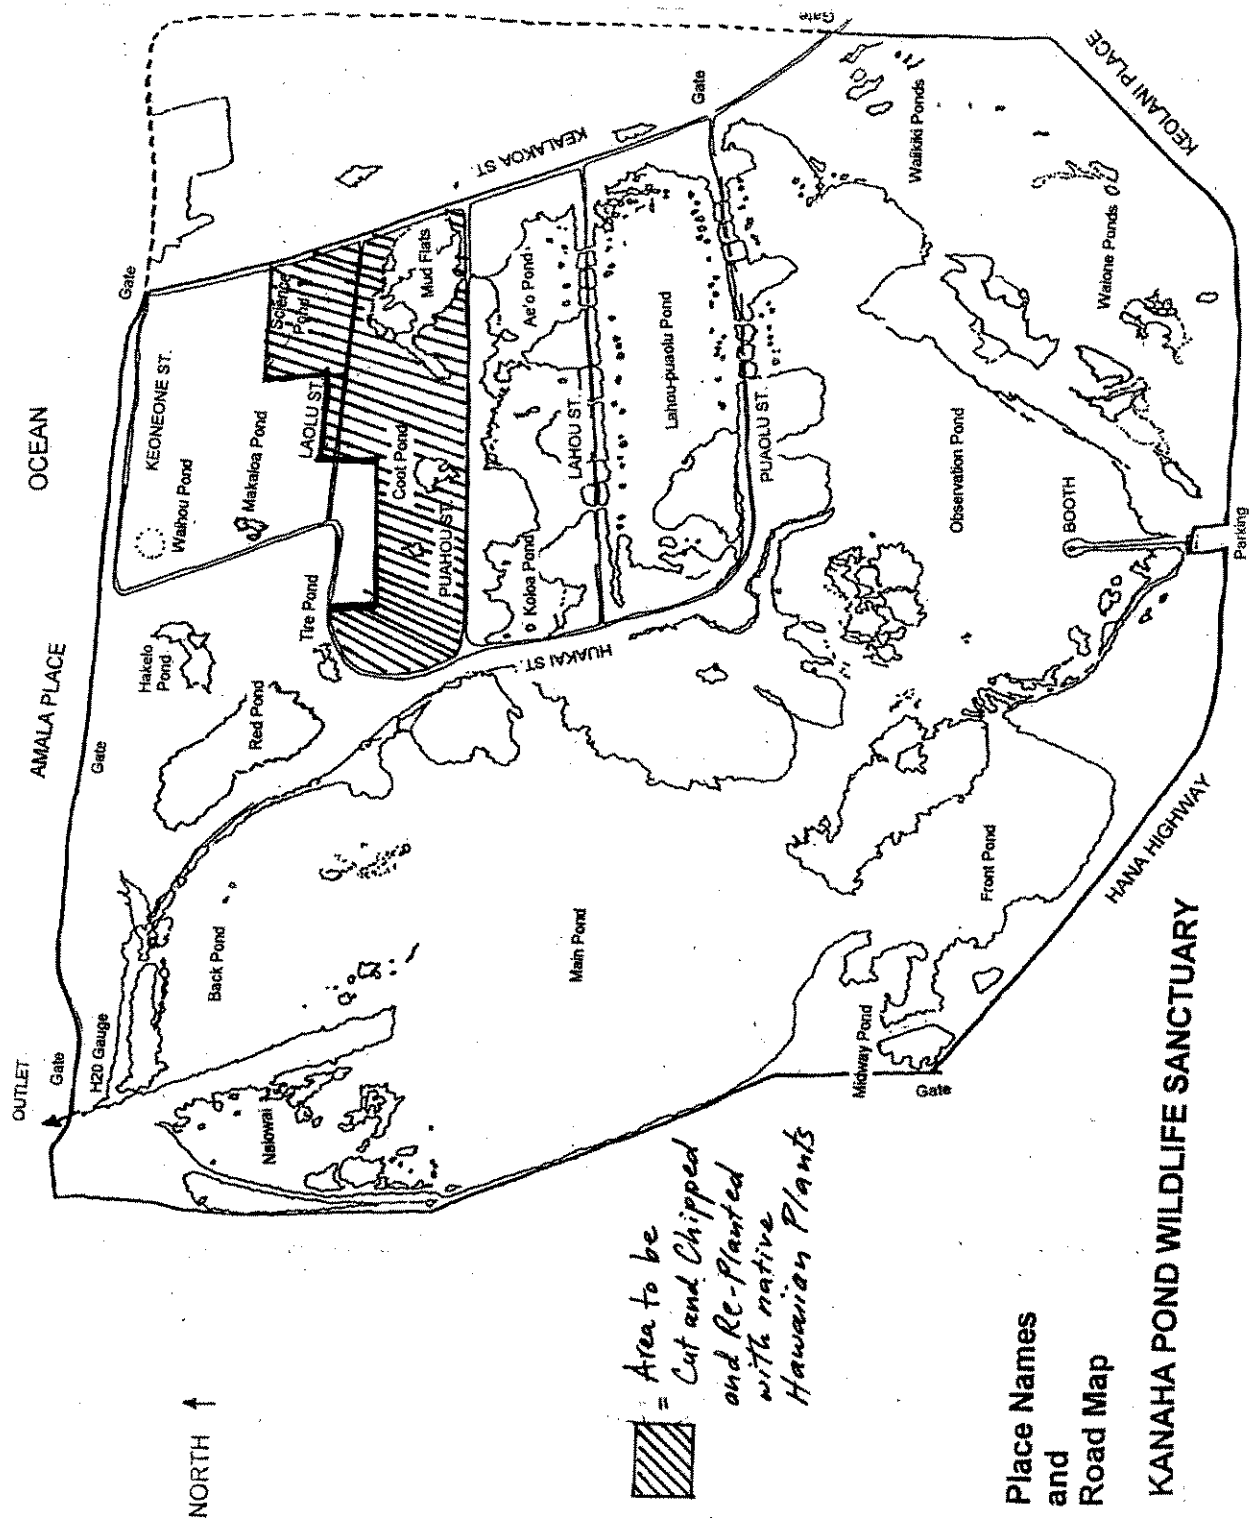 OCEAN
AMALA PLACE
OUTLET
Gate
H20 Gauge
Gate
Gate
Gate
KEONEONE ST.
Waihou Pond
Makaloa Pond
Hakelo
Pond
Red Pond
Tire Pond
LAOLU ST.
Science
Pond
Mud Flats
Coot Pond
PUAHOU ST.
KEALAKOA ST.
Gate
Ae'o Pond
Koloa Pond
LAHOU ST.
Lahou-puaolu Pond
PUAOLU ST.
HUAKAI ST.
Back Pond
Naiowai
Main Pond
Midway Pond
Gate
Front Pond
Observation Pond
BOOTH
Parking
Waikiki Ponds
Waione Ponds
KEOLANI PLACE
HANA HIGHWAY
NORTH
= Area to be
Cut and Chipped
and Re-Planted
with native
Hawaiian Plants
Place Names
and
Road Map
KANAHA POND WILDLIFE SANCTUARY